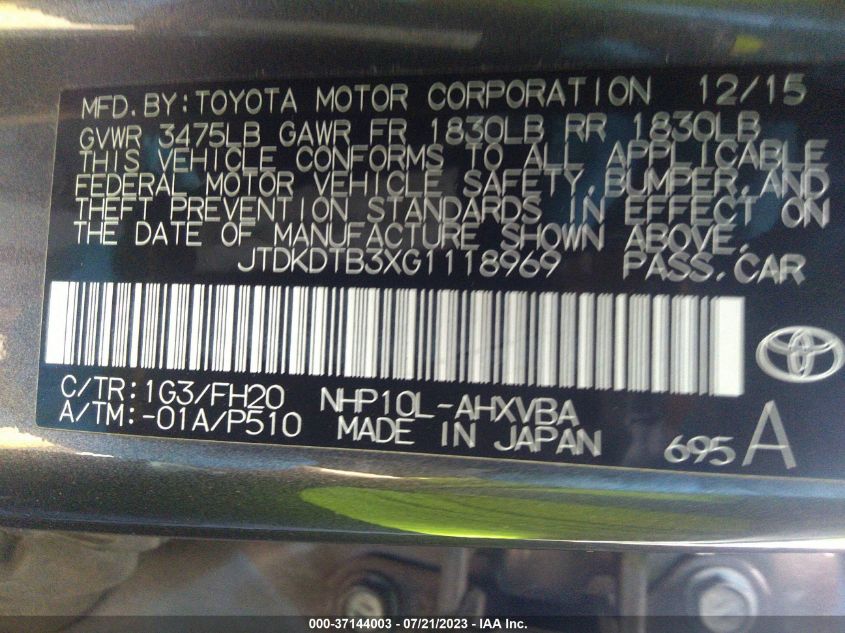 MFD.BY:TOYOTA MOTOR CORPORATION 12/15
GVWR 3475LB GAWR FR 1830LB RR 1830LB
THIS VEHICLE CONFORMS TO ALL APPLICABLE
FEDERAL MOTOR VEHICLE SAFETY,BUMPER,AND
THEFT PREVENTION STANDARDS IN EFFECT ON
THE DATE OF MANUFACTURE SHOWN ABOVE.
JTDKDTB3XG1118969 PASS.CAR
C/TR:1G3/FH20 NHP10L-AHXVBA
A/TM:-01A/P510 MADE IN JAPAN 695 A
000-37144003 / 07/21/2023 - IAA Inc.